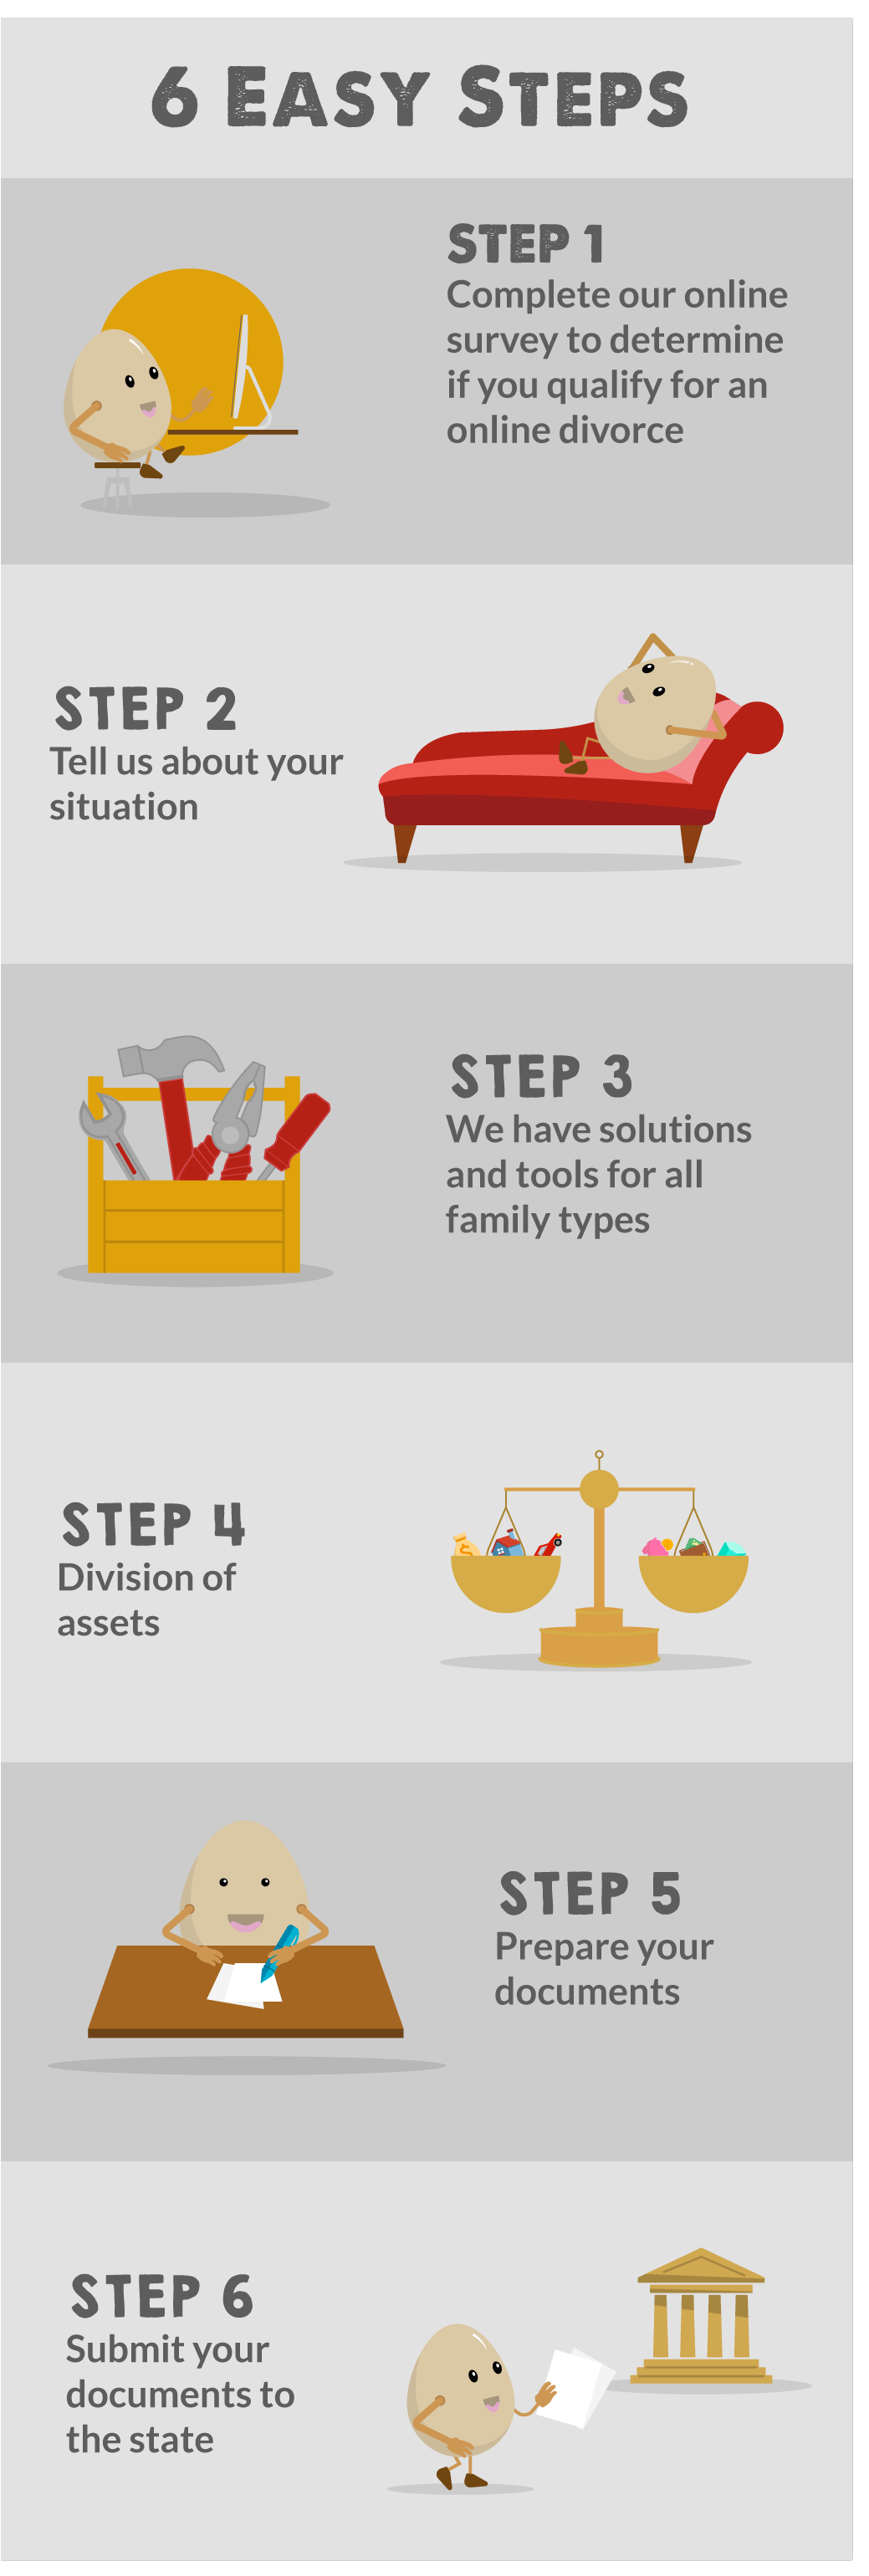 6 EASY STEPS
STEP 1
Complete our online
survey to determine
if you qualify for an
online divorce
STEP 2
Tell us about your
situation
STEP 3
We have solutions
and tools for all
family types
STEP 4
Division of
assets
STEP 5
Prepare your
documents
STEP 6
Submit your
documents to
the state